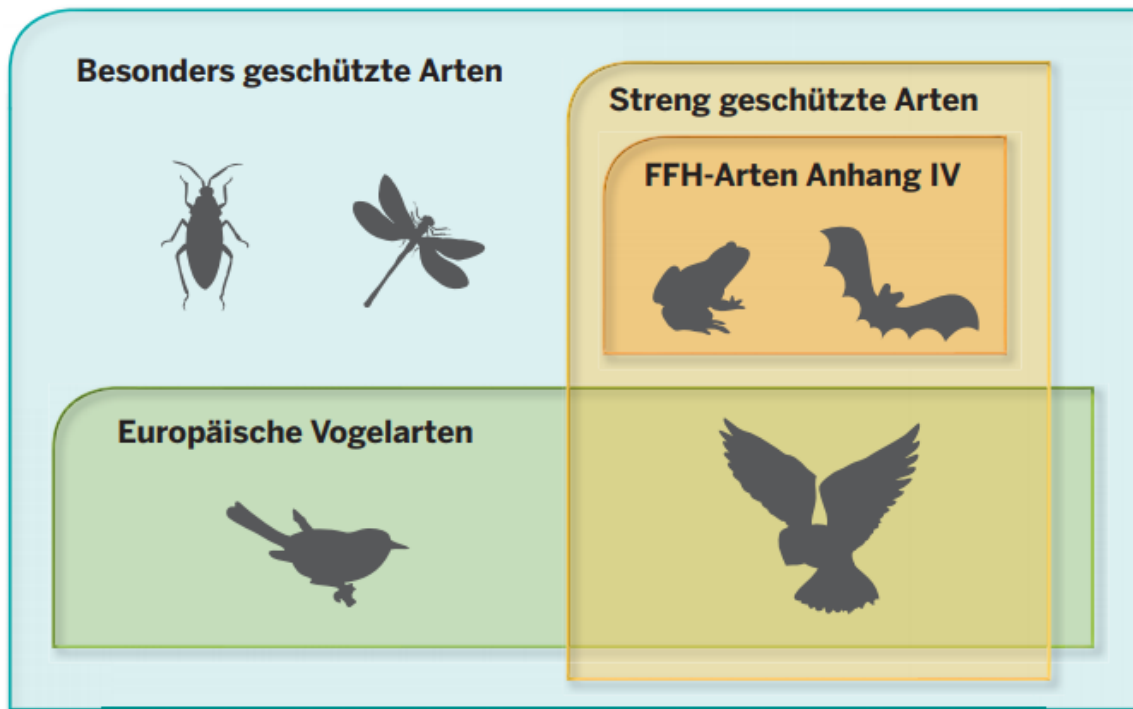 Besonders geschützte Arten
Streng geschützte Arten
FFH-Arten Anhang IV
Europäische Vogelarten